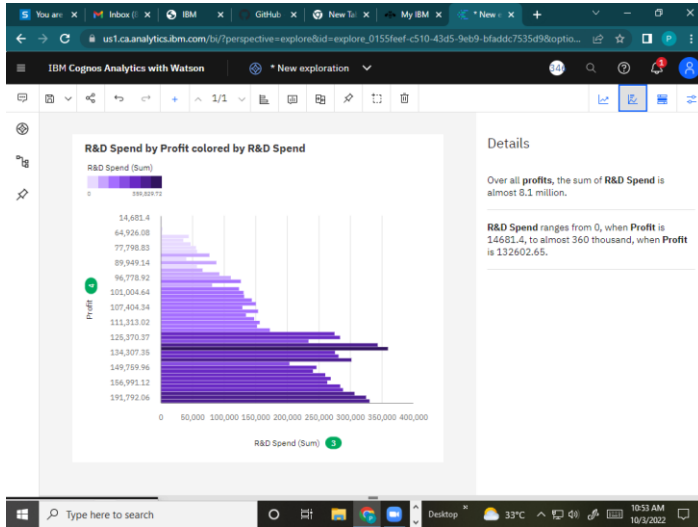 You are
Inbox (
IBM
GitHub
New Tal
My IBM
* New e
us1.ca.analytics.ibm.com/bi/?perspective=explore&id=explore_0155feef-c510-43d5-9eb9-bfaddc7535d9&optio...
P
IBM Cognos Analytics with Watson
* New exploration
1
1/1
R&D Spend by Profit colored by R&D Spend
R&D Spend (Sum)
0
14,681.4
64,926.08
77,798.83
89,949.14
96,778.92
101,004.64
107,404.34
111,313.02
125,370.37
134,307.35
149,759.96
156,991.12
191,792.06
Profit
0 50,000 100,000 150,000 200,000 250,000 300,000 350,000 400,000
R&D Spend (Sum) 3
Details
Over all profits, the sum of R&D Spend is
almost 8.1 million.
R&D Spend ranges from 0, when Profit is
14681.4, to almost 360 thousand, when Profit
is 132602.65.
Type here to search
Desktop
33°C
10:53 AM
10/3/2022